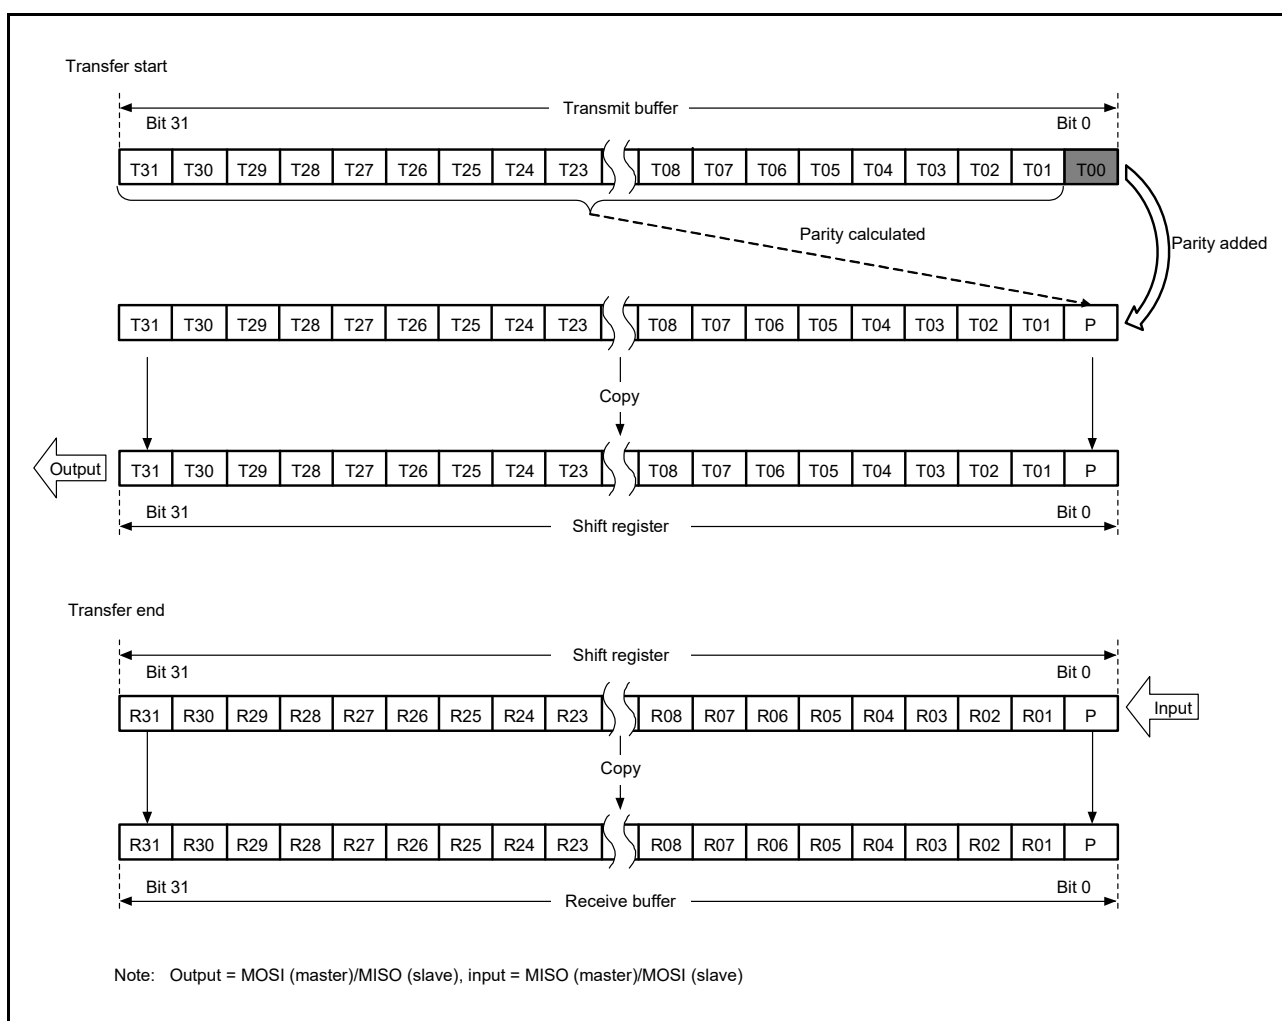 Transfer start
Transmit buffer
Bit 31 Bit 0
T31 T30 T29 T28 T27 T26 T25 T24 T23 T08 T07 T06 T05 T04 T03 T02 T01 T00
Parity calculated
Parity added
T31 T30 T29 T28 T27 T26 T25 T24 T23 T08 T07 T06 T05 T04 T03 T02 T01 P
Copy
Output T31 T30 T29 T28 T27 T26 T25 T24 T23 T08 T07 T06 T05 T04 T03 T02 T01 P
Bit 31 Bit 0
Shift register
Transfer end
Shift register
Bit 31 Bit 0
R31 R30 R29 R28 R27 R26 R25 R24 R23 R08 R07 R06 R05 R04 R03 R02 R01 P Input
Copy
R31 R30 R29 R28 R27 R26 R25 R24 R23 R08 R07 R06 R05 R04 R03 R02 R01 P
Bit 31 Bit 0
Receive buffer
Note: Output = MOSI (master)/MISO (slave), input = MISO (master)/MOSI (slave)